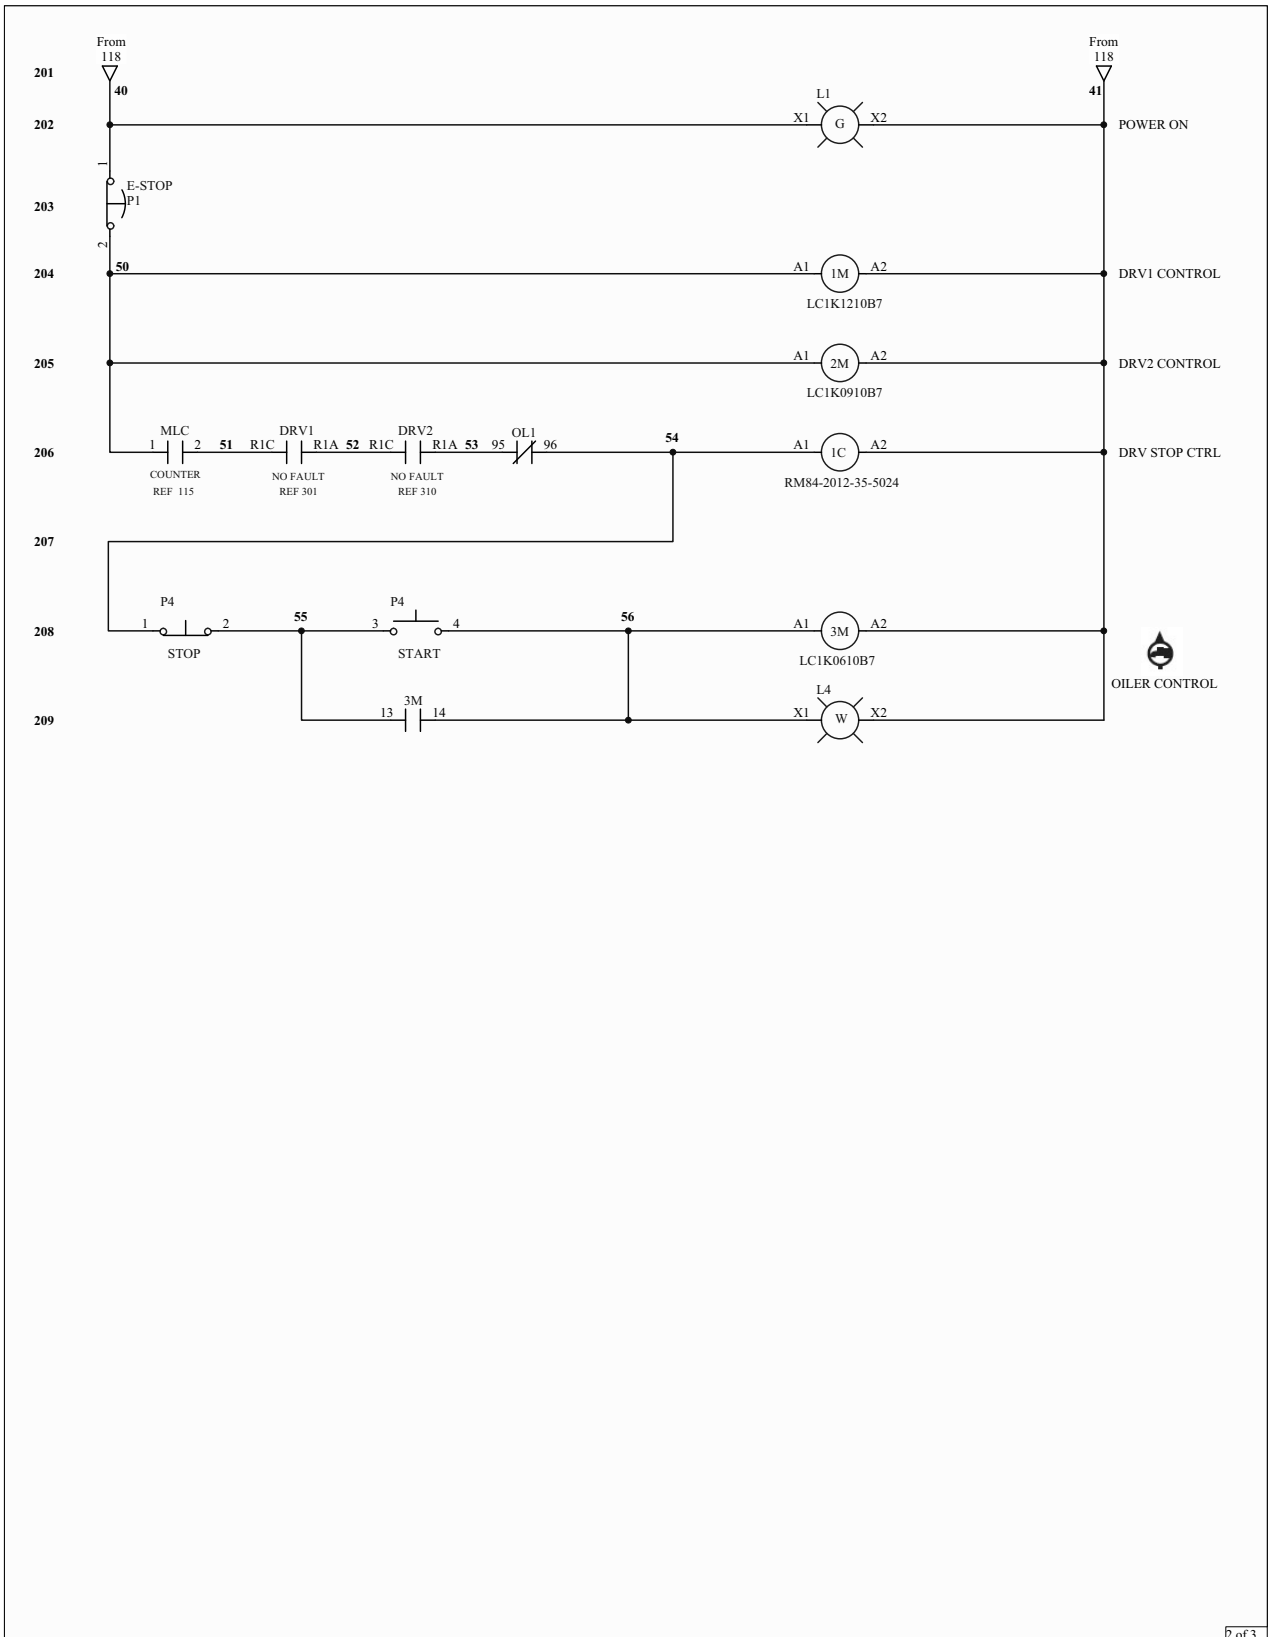 From
118
From
118
201
40
41
L1
202
X1
G
X2
POWER ON
1
E-STOP
P1
203
2
50
204
A1
1M
A2
DRV1 CONTROL
LC1K1210B7
205
A1
2M
A2
DRV2 CONTROL
LC1K0910B7
MLC
DRV1
DRV2
OL1
54
206
1
2
51
R1C
R1A
52
R1C
R1A
53
95
96
A1
1C
A2
DRV STOP CTRL
COUNTER
REF 115
NO FAULT
REF 301
NO FAULT
REF 310
RM84-2012-35-5024
207
P4
P4
55
56
208
1
2
3
4
A1
3M
A2
STOP
START
LC1K0610B7
OILER CONTROL
3M
L4
209
13
14
X1
W
X2
2 of 3